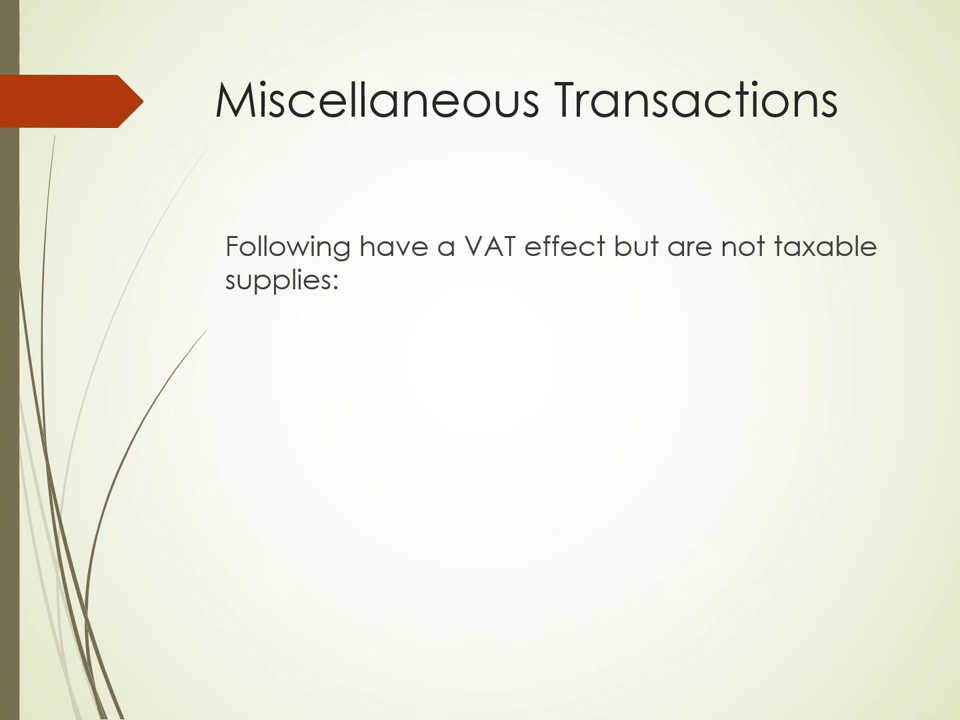 Miscellaneous Transactions
Following have a VAT effect but are not taxable
supplies: